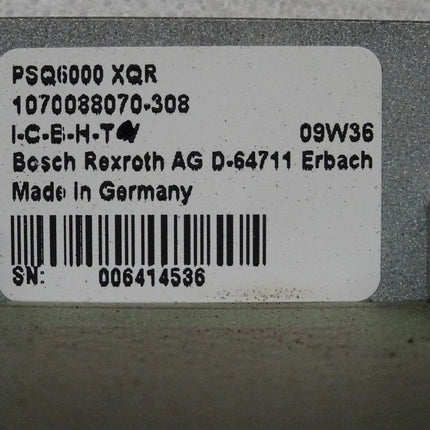 PSQ6000 XQR
1070088070-308
I-C-E-H-T 09W36
Bosch Rexroth AG D-64711 Erbach
Made in Germany
SN: 006414536